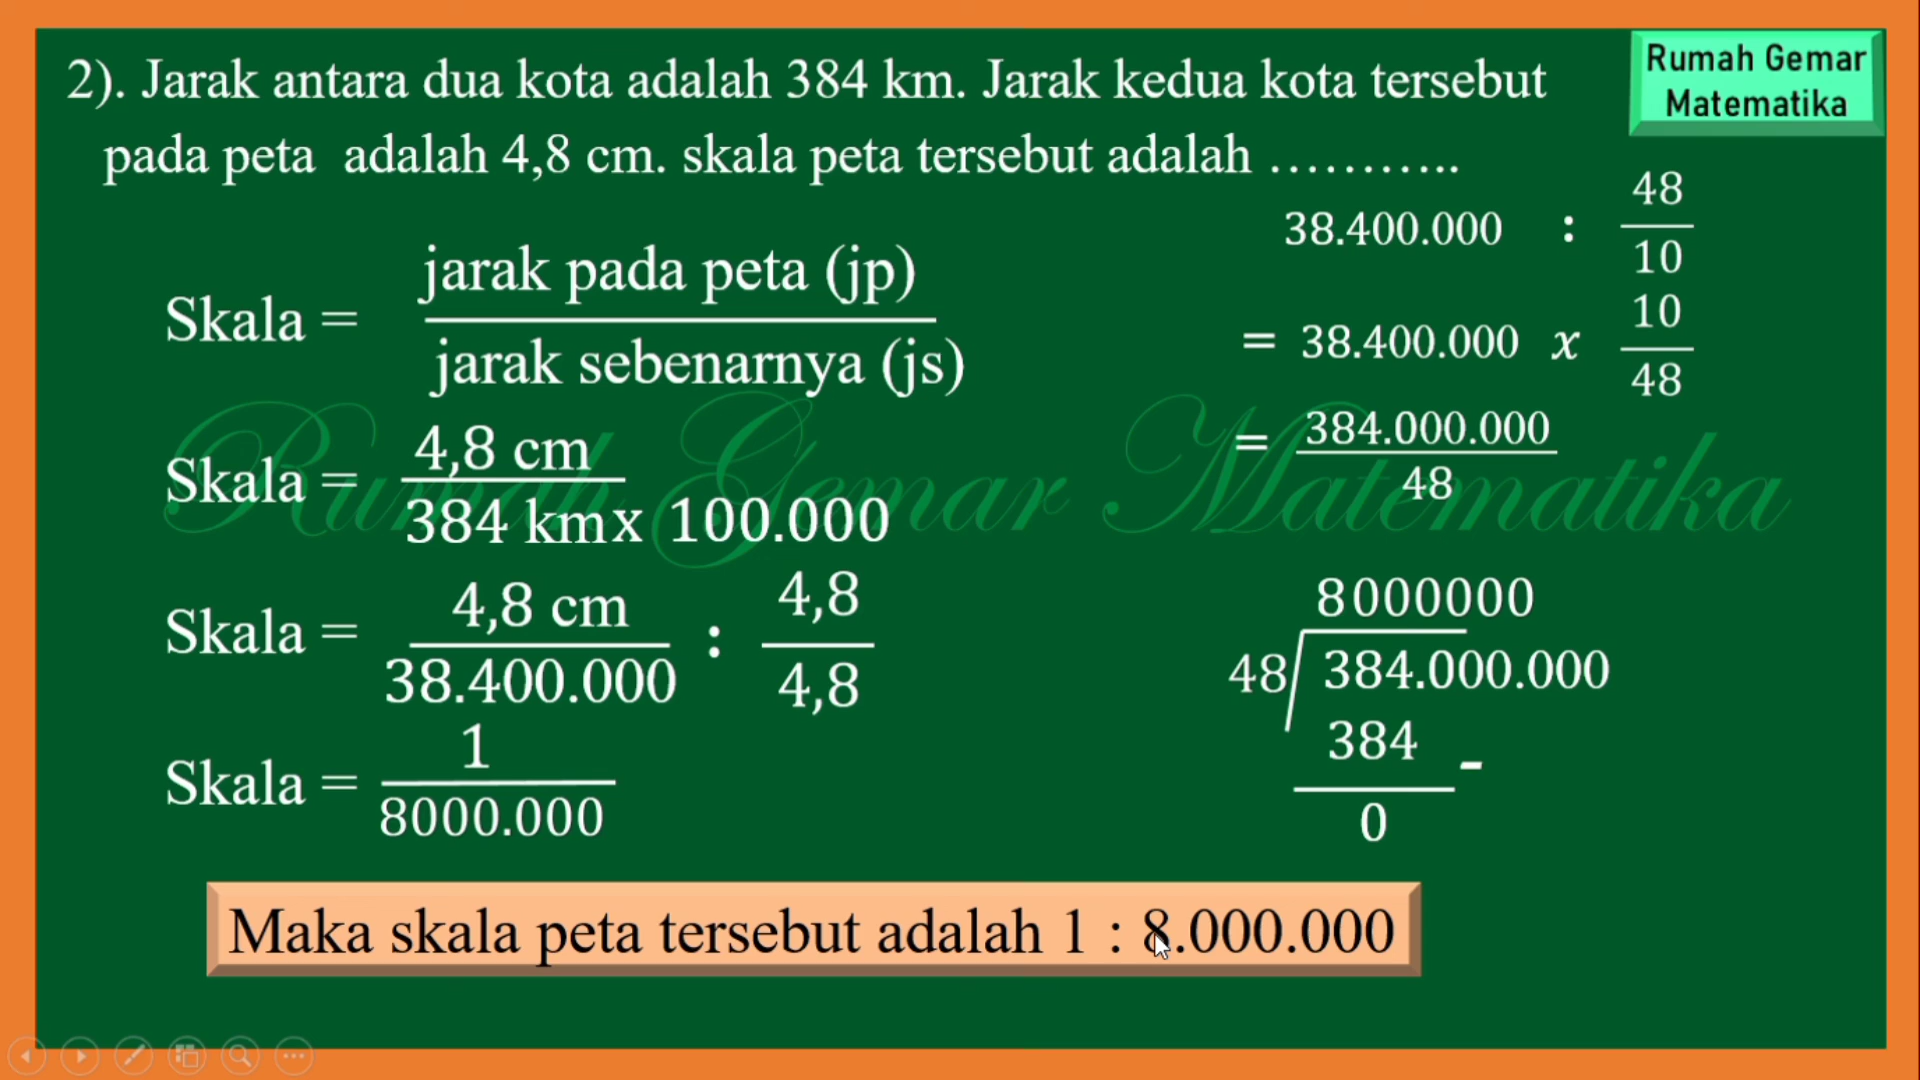 2). Jarak antara dua kota adalah 384 km. Jarak kedua kota tersebut
pada peta adalah 4,8 cm. skala peta tersebut adalah ………..
Rumah Gemar
Matematika
Skala =
jarak pada peta (jp)
jarak sebenarnya (js)
Skala =
4,8 cm
384 km x 100.000
Skala =
4,8 cm
38.400.000
:
4,8
4,8
Skala =
1
8000.000
38.400.000 :
48
10
= 38.400.000 x
10
48
=
384.000.000
48
8000000
48
384.000.000
384
-
0
Rumah Gemar Matematika
Maka skala peta tersebut adalah 1 : 8.000.000